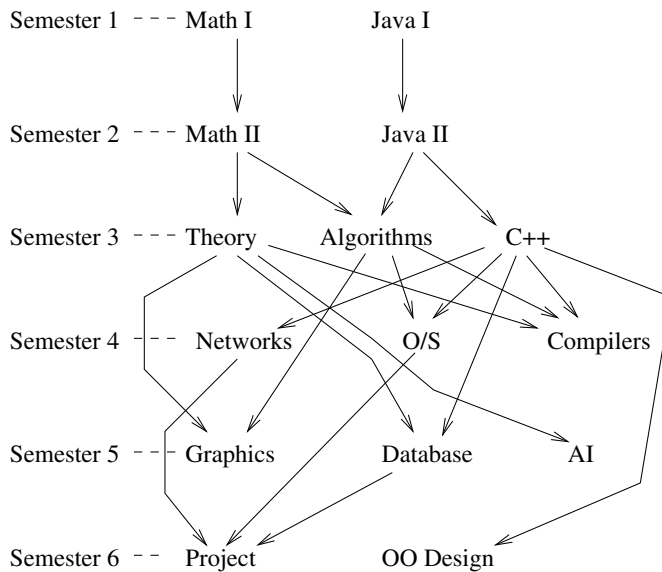 Semester 1 Math I Java I
Semester 2 Math II Java II
Semester 3 Theory Algorithms C++
Semester 4 Networks O/S Compilers
Semester 5 Graphics Database AI
Semester 6 Project OO Design